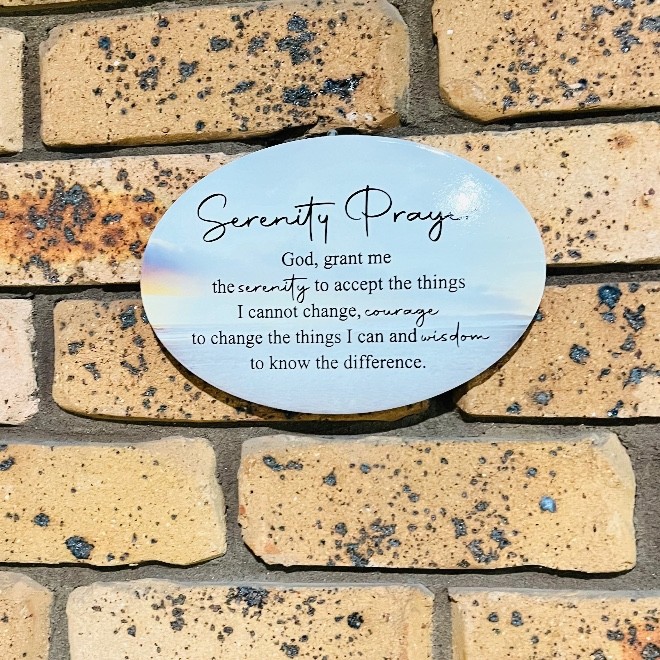 Serenity Prayer
God, grant me
the serenity to accept the things
I cannot change, courage
to change the things I can and wisdom
to know the difference.